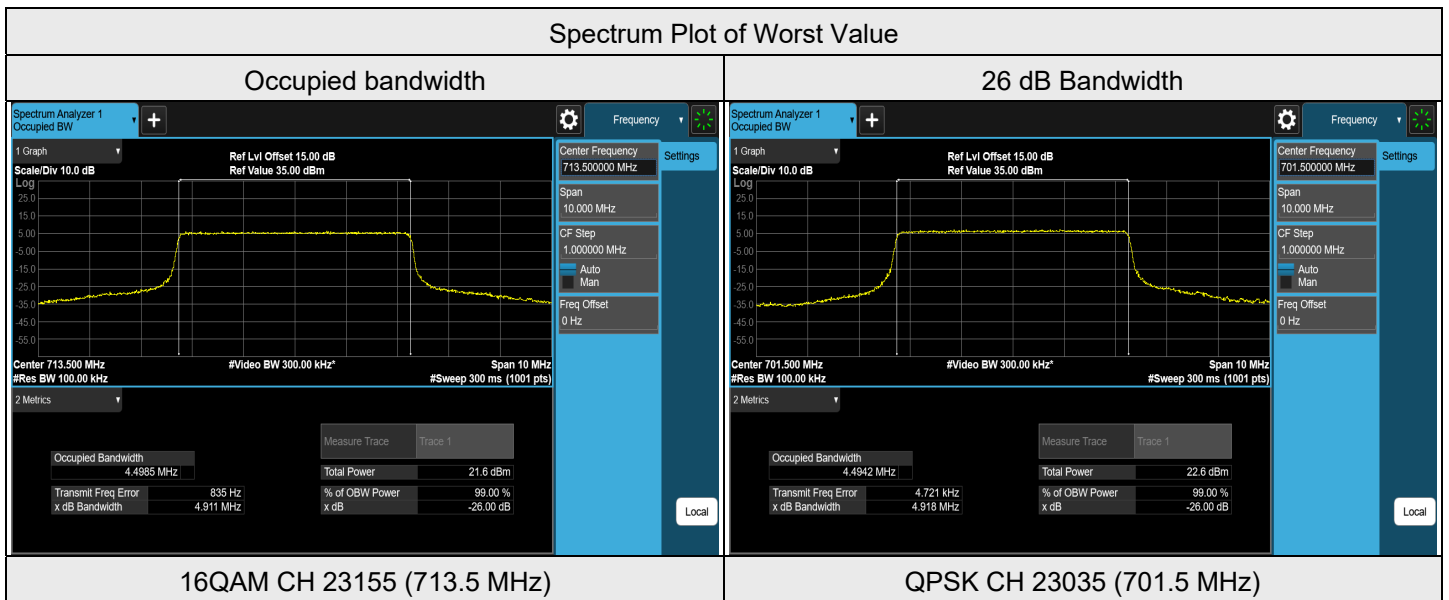 Spectrum Plot of Worst Value
Occupied bandwidth
26 dB Bandwidth
Spectrum Analyzer 1
Occupied BW
+
Frequency
1 Graph
Ref Lvl Offset 15.00 dB
Scale/Div 10.0 dB
Ref Value 35.00 dBm
Log
25.0
15.0
5.00
-5.00
-15.0
-25.0
-35.0
-45.0
-55.0
Center 713.500 MHz
#Video BW 300.00 kHz*
Span 10 MHz
#Res BW 100.00 kHz
#Sweep 300 ms (1001 pts)
Center Frequency
713.500000 MHz
Settings
Span
10.000 MHz
CF Step
1.000000 MHz
Auto
Man
Freq Offset
0 Hz
Local
2 Metrics
Measure Trace Trace 1
Occupied Bandwidth
4.4985 MHz
Total Power 21.6 dBm
Transmit Freq Error 835 Hz
% of OBW Power 99.00 %
x dB Bandwidth 4.911 MHz
x dB -26.00 dB
Spectrum Analyzer 1
Occupied BW
+
Frequency
1 Graph
Ref Lvl Offset 15.00 dB
Scale/Div 10.0 dB
Ref Value 35.00 dBm
Log
25.0
15.0
5.00
-5.00
-15.0
-25.0
-35.0
-45.0
-55.0
Center 701.500 MHz
#Video BW 300.00 kHz*
Span 10 MHz
#Res BW 100.00 kHz
#Sweep 300 ms (1001 pts)
Center Frequency
701.500000 MHz
Settings
Span
10.000 MHz
CF Step
1.000000 MHz
Auto
Man
Freq Offset
0 Hz
Local
2 Metrics
Measure Trace Trace 1
Occupied Bandwidth
4.4942 MHz
Total Power 22.6 dBm
Transmit Freq Error 4.721 kHz
% of OBW Power 99.00 %
x dB Bandwidth 4.918 MHz
x dB -26.00 dB
16QAM CH 23155 (713.5 MHz)
QPSK CH 23035 (701.5 MHz)